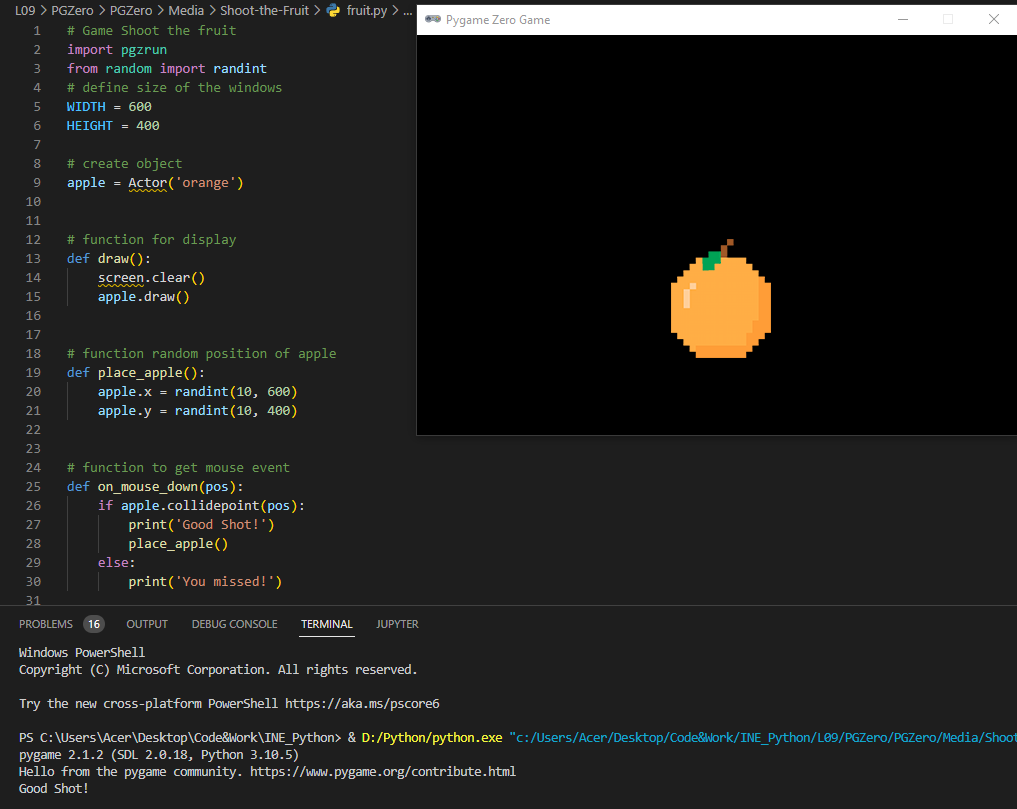 L09 > PGZero > PGZero > Media > Shoot-the-Fruit > fruit.py > ...
Pygame Zero Game
1 # Game Shoot the fruit
2 import pgzrun
3 from random import randint
4 # define size of the windows
5 WIDTH = 600
6 HEIGHT = 400
7
8 # create object
9 apple = Actor('orange')
10
11
12 # function for display
13 def draw():
14     screen.clear()
15     apple.draw()
16
17
18 # function random position of apple
19 def place_apple():
20     apple.x = randint(10, 600)
21     apple.y = randint(10, 400)
22
23
24 # function to get mouse event
25 def on_mouse_down(pos):
26     if apple.collidepoint(pos):
27         print('Good Shot!')
28         place_apple()
29     else:
30         print('You missed!')
31
PROBLEMS 16 OUTPUT DEBUG CONSOLE TERMINAL JUPYTER
Windows PowerShell
Copyright (C) Microsoft Corporation. All rights reserved.
Try the new cross-platform PowerShell https://aka.ms/pscore6
PS C:\Users\Acer\Desktop\Code&Work\INE_Python> & D:/Python/python.exe "c:/Users/Acer/Desktop/Code&Work/INE_Python/L09/PGZero/PGZero/Media/Shoot
pygame 2.1.2 (SDL 2.0.18, Python 3.10.5)
Hello from the pygame community. https://www.pygame.org/contribute.html
Good Shot!